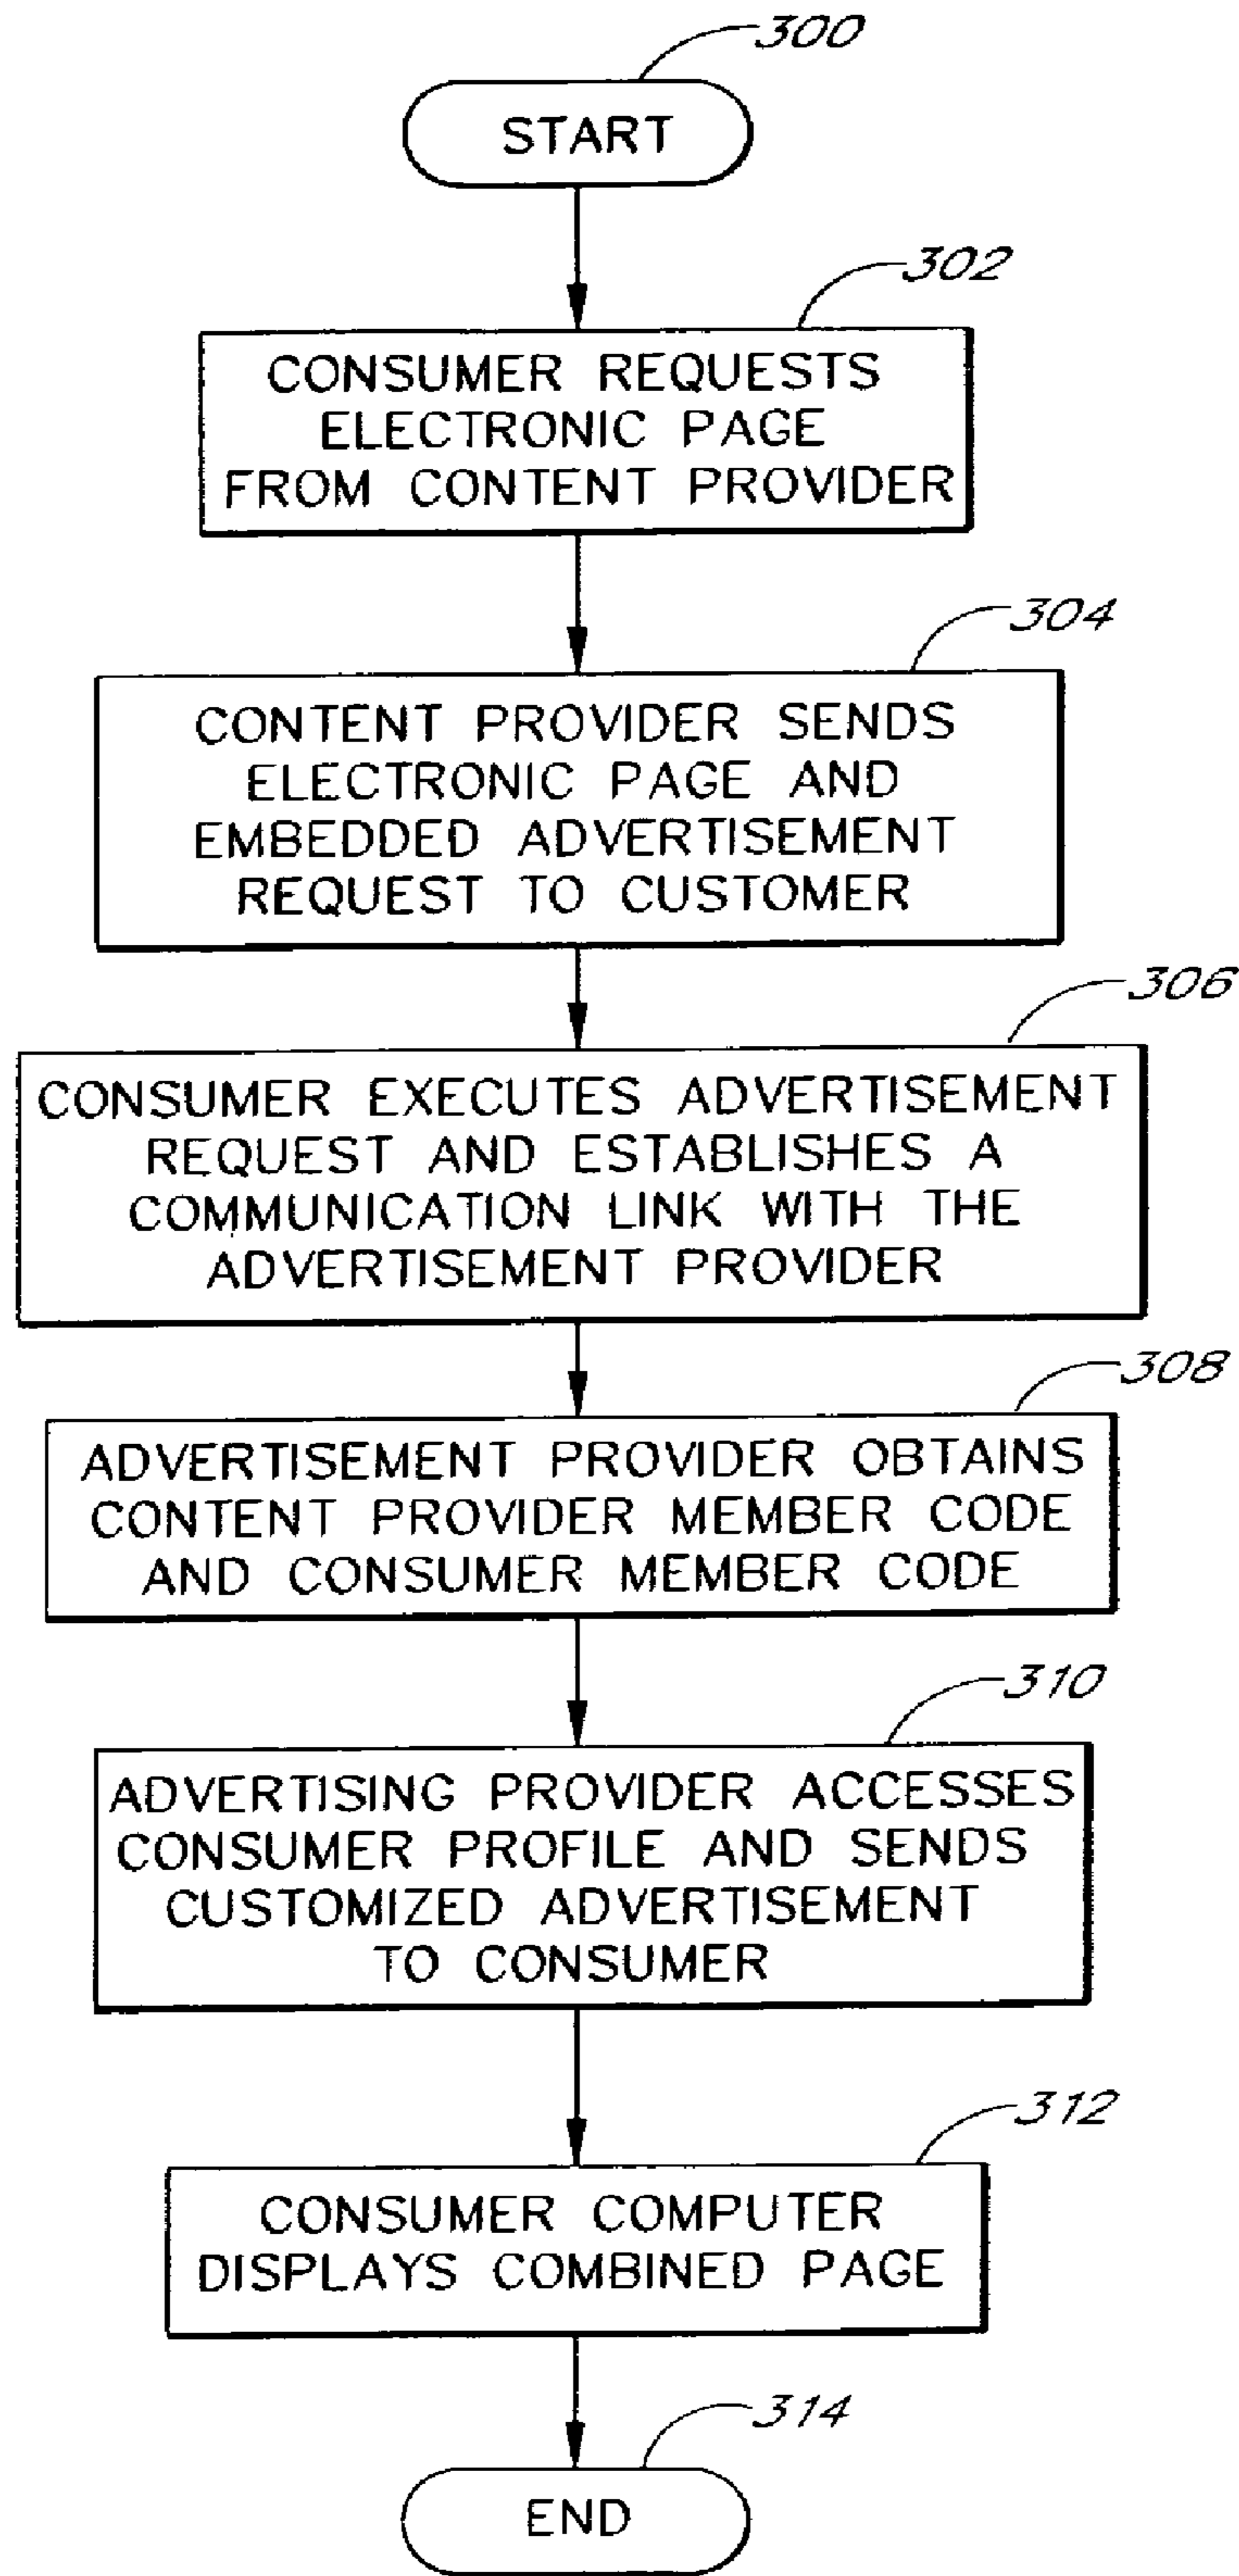 300
START
302
CONSUMER REQUESTS
ELECTRONIC PAGE
FROM CONTENT PROVIDER
304
CONTENT PROVIDER SENDS
ELECTRONIC PAGE AND
EMBEDDED ADVERTISEMENT
REQUEST TO CUSTOMER
306
CONSUMER EXECUTES ADVERTISEMENT
REQUEST AND ESTABLISHES A
COMMUNICATION LINK WITH THE
ADVERTISEMENT PROVIDER
308
ADVERTISEMENT PROVIDER OBTAINS
CONTENT PROVIDER MEMBER CODE
AND CONSUMER MEMBER CODE
310
ADVERTISING PROVIDER ACCESSES
CONSUMER PROFILE AND SENDS
CUSTOMIZED ADVERTISEMENT
TO CONSUMER
312
CONSUMER COMPUTER
DISPLAYS COMBINED PAGE
314
END